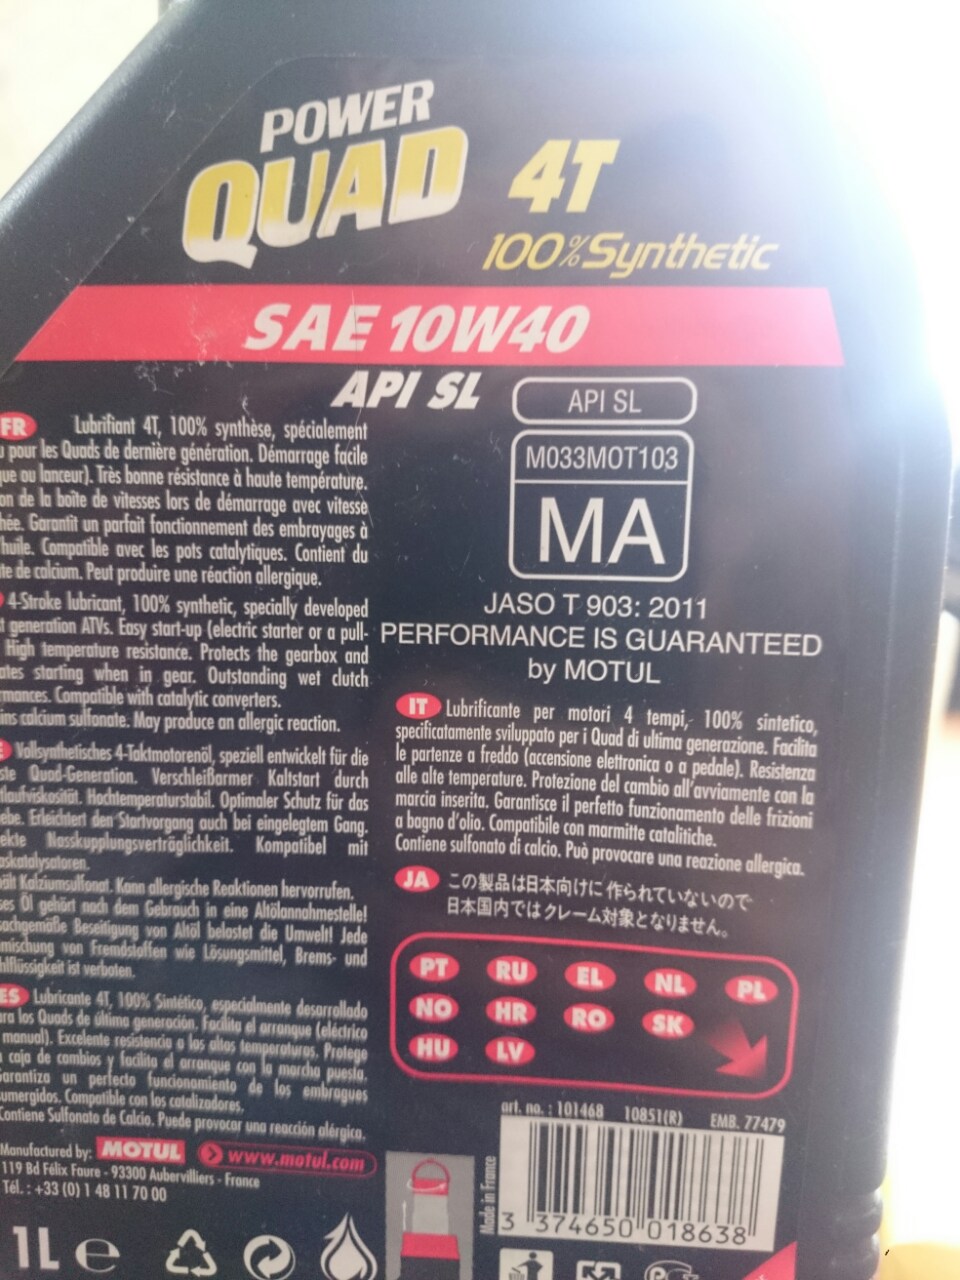 POWER
QUAD 4T
100% Synthetic
SAE 10W40
API SL
API SL
M033MOT103
MA
JASO T 903: 2011
PERFORMANCE IS GUARANTEED
by MOTUL
FR Lubrifiant 4T, 100% synthèse, spécialement
pour les Quads de dernière génération. Démarrage facile
ou lanceur). Très bonne résistance à haute température.
de la boîte de vitesses lors de démarrage avec vitesse
Garantit un parfait fonctionnement des embrayages à
huile. Compatible avec les pots catalytiques. Contient du
de calcium. Peut produire une réaction allergique.
4-Stroke lubricant, 100% synthetic, specially developed
generation ATVs. Easy start-up (electric starter or a pull-
High temperature resistance. Protects the gearbox and
starting when in gear. Outstanding wet clutch
Compatible with catalytic converters.
calcium sulfonate. May produce an allergic reaction.
Vollsynthetisches 4-Taktmotorenöl, speziell entwickelt für die
Quad-Generation. Verschleißarmer Kaltstart durch
Hochtemperaturstabil. Optimaler Schutz für das
Erleichtert den Startvorgang auch bei eingelegtem Gang.
Nasskupplungsverträglichkeit. Kompatibel mit
Kalziumsulfonat. Kann allergische Reaktionen hervorrufen.
Öl gehört nach dem Gebrauch in eine Altölannahmestelle!
Beseitigung von Altöl belastet die Umwelt! Jede
von Fremdstoffen wie Lösungsmittel, Brems- und
ist verboten.
ES Lubricante 4T, 100% Sintético, especialmente desarrollado
los Quads de última generación. Facilita el arranque (eléctrico
manual). Excelente resistencia a las altas temperaturas. Protege
caja de cambios y facilita el arranque con la marcha puesta.
Garantiza un perfecto funcionamiento de los embragues
sumergidos. Compatible con los catalizadores.
Contiene Sulfonato de Calcio. Puede provocar una reacción alérgica.
Manufactured by: MOTUL www.motul.com
119 Bd Félix Faure - 93300 Aubervilliers - France
Tél. : +33 (0) 1 48 11 70 00
1L e
IT Lubrificante per motori 4 tempi, 100% sintetico,
specificatamente sviluppato per i Quad di ultima generazione. Facilita
le partenze a freddo (accensione elettronica o a pedale). Resistenza
alle alte temperature. Protezione del cambio all'avviamente con la
marcia inserita. Garantisce il perfetto funzionamento delle frizioni
a bagno d'olio. Compatibile con marmitte catalitiche.
Contiene sulfonato di calcio. Può provocare una reazione allergica.
JA この製品は日本向けに作られていないので
日本国内ではクレーム対象となりません。
PT RU EL NL PL
NO HR RO SK
HU LV
art. no. : 101468 10851(R) EMB. 77479
Made in France
3 374650 018638